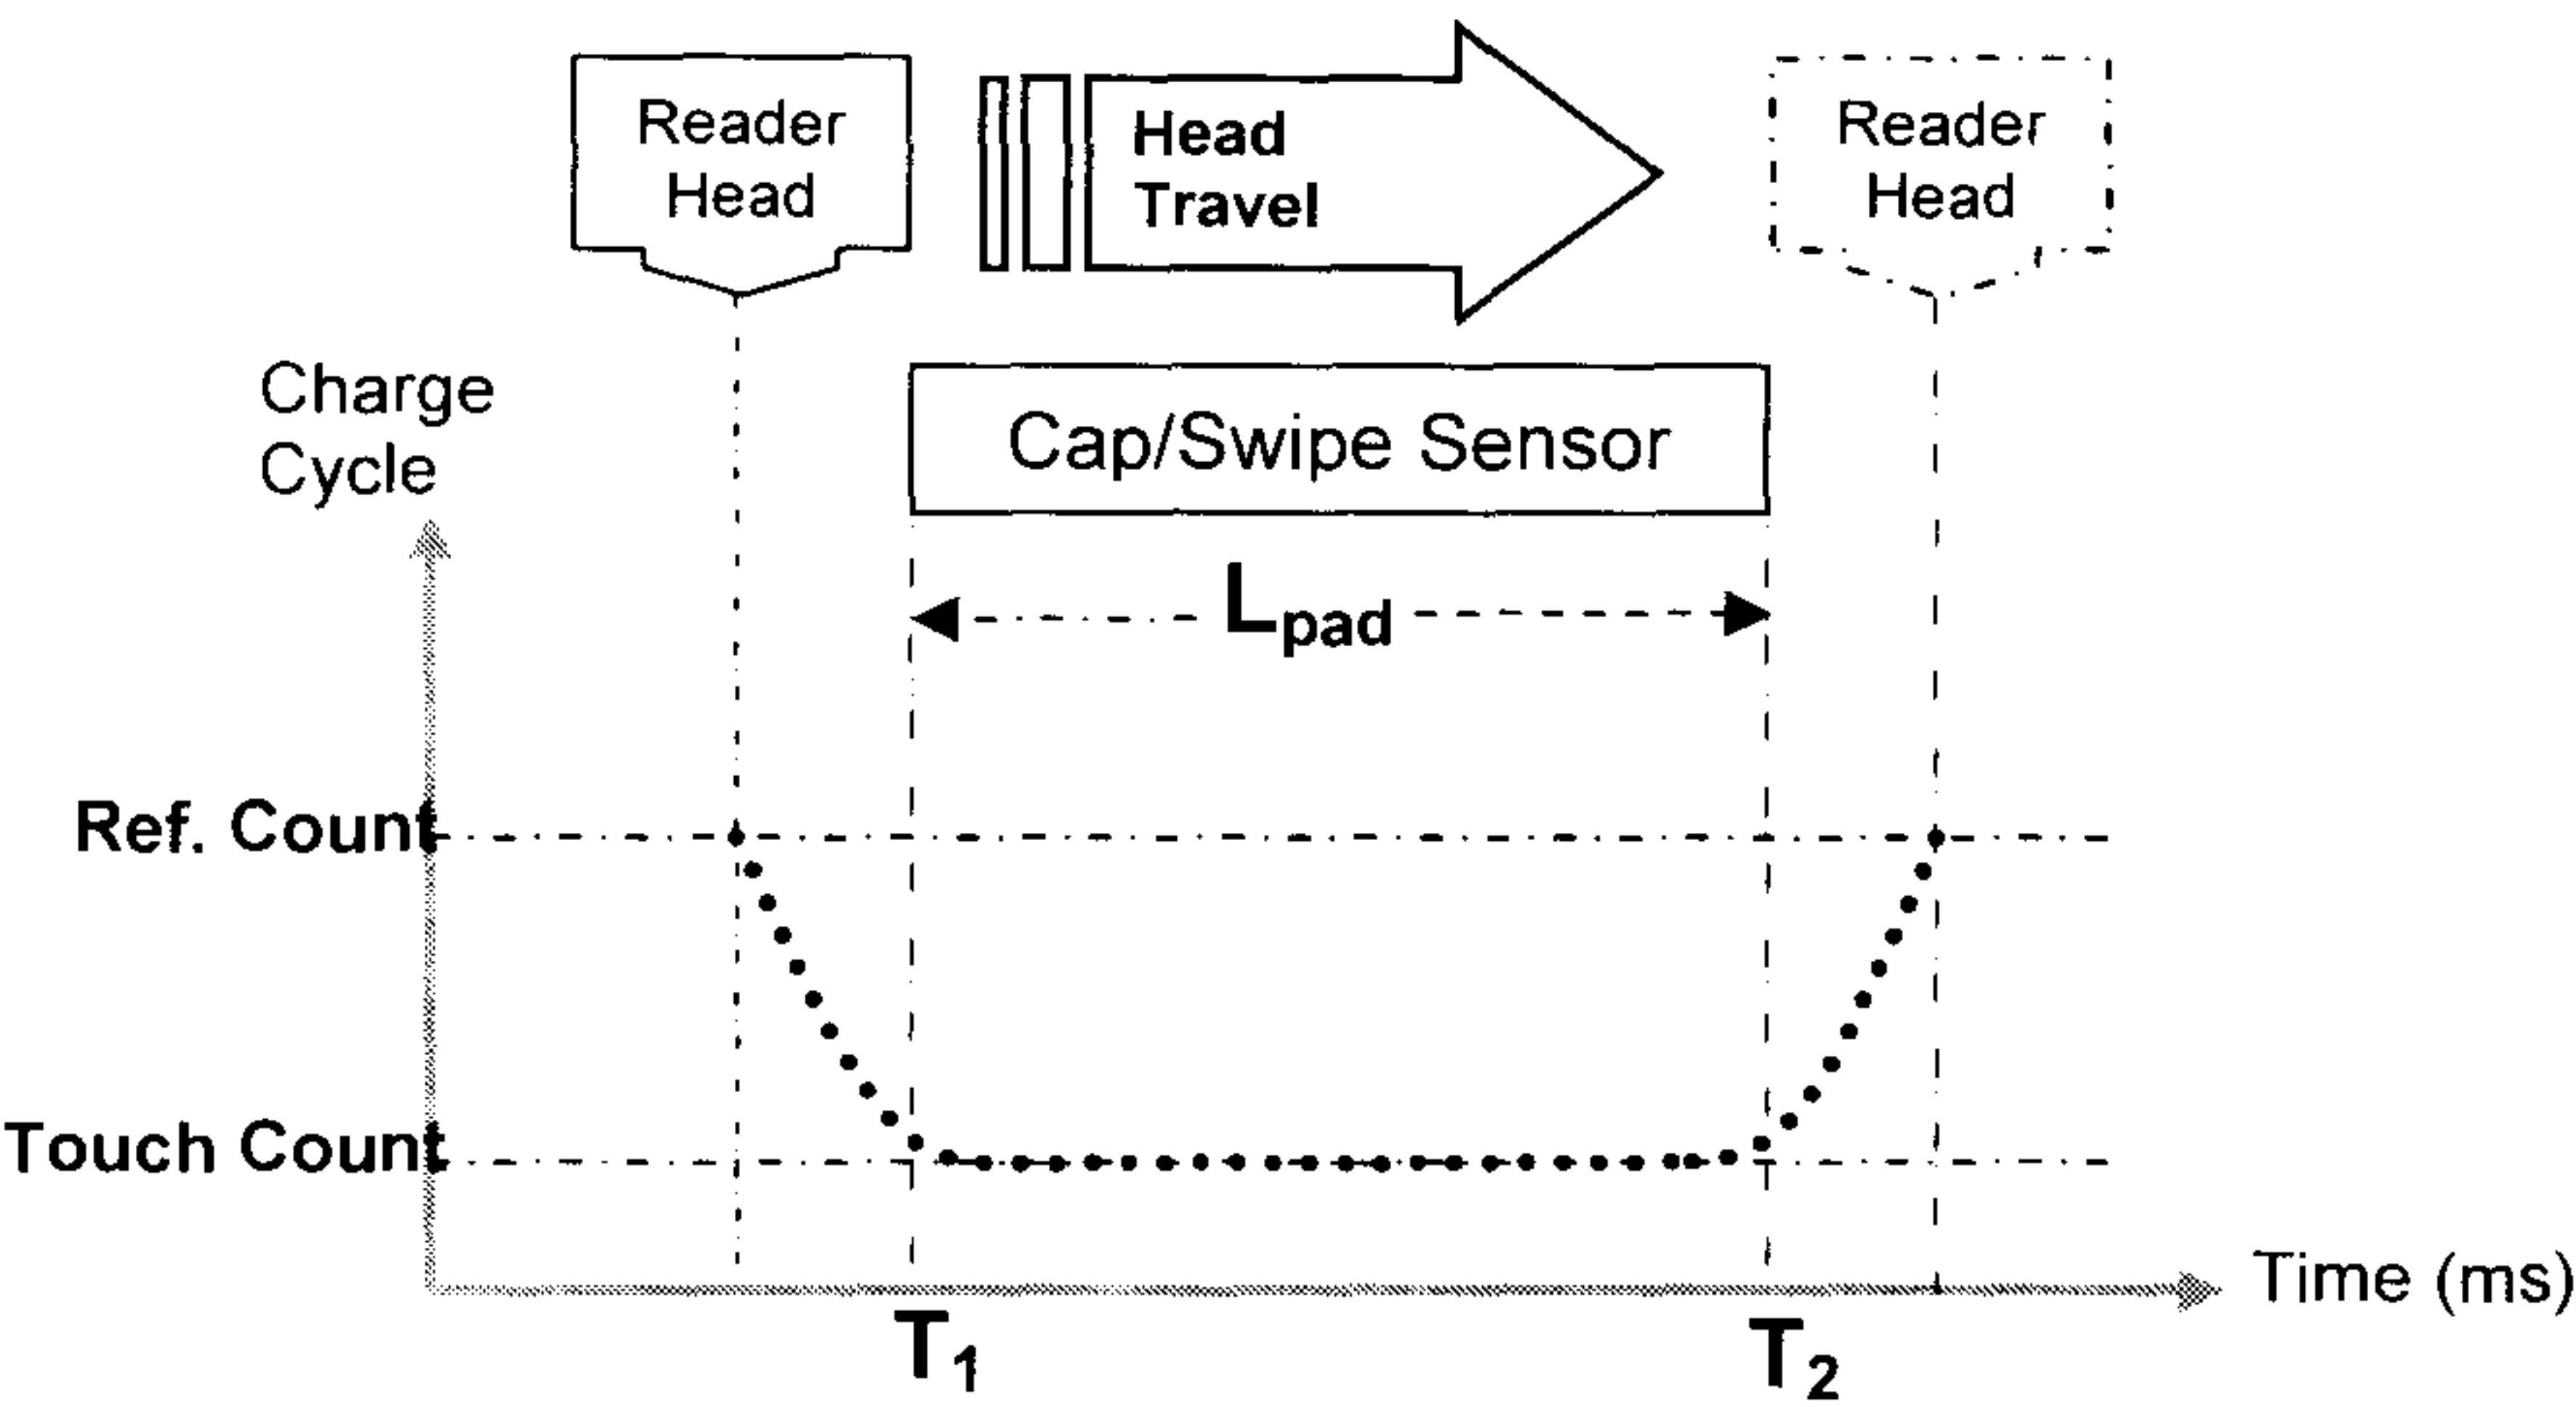 Reader
Head
Head
Travel
Reader
Head
Charge
Cycle
Cap/Swipe Sensor
Lpad
Ref. Count
Touch Count
Time (ms)
T1
T2